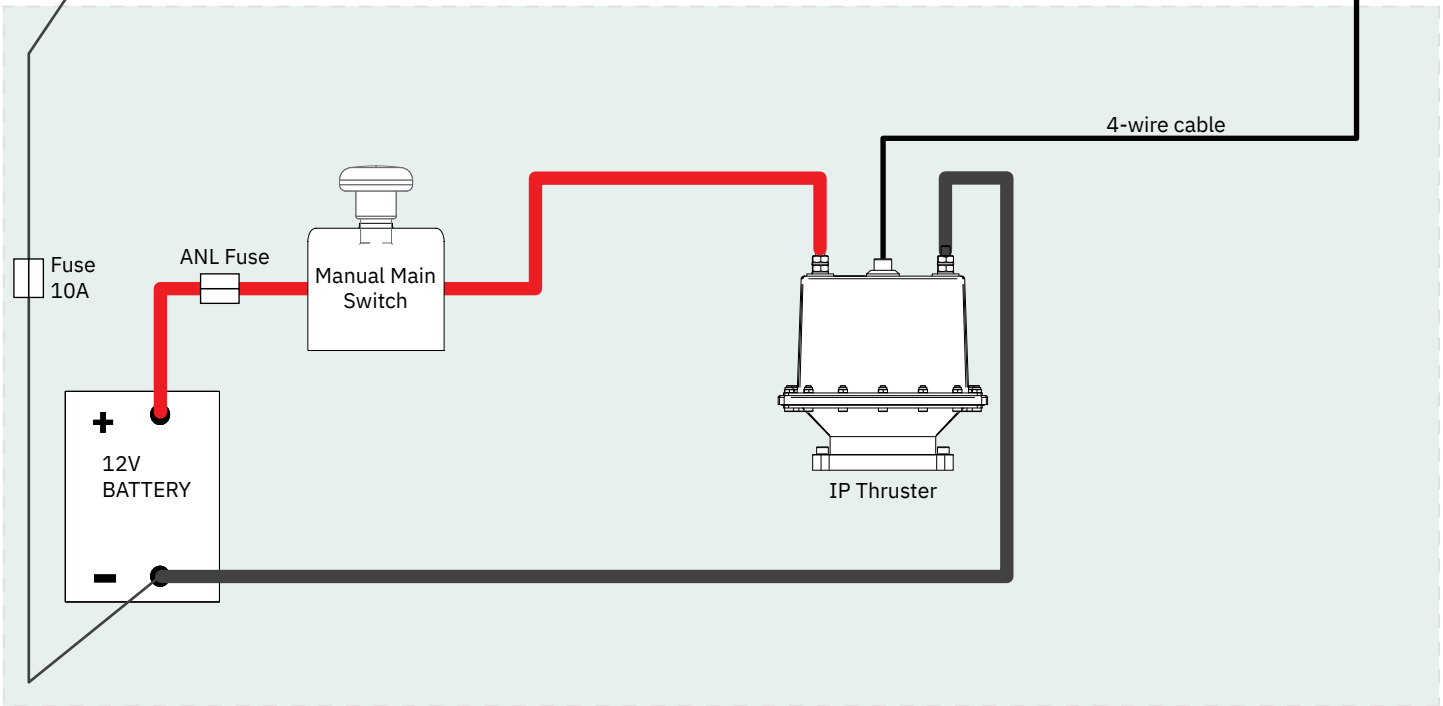 4-wire cable
ANL Fuse
Fuse
10A
Manual Main
Switch
+
12V
BATTERY
IP Thruster
-